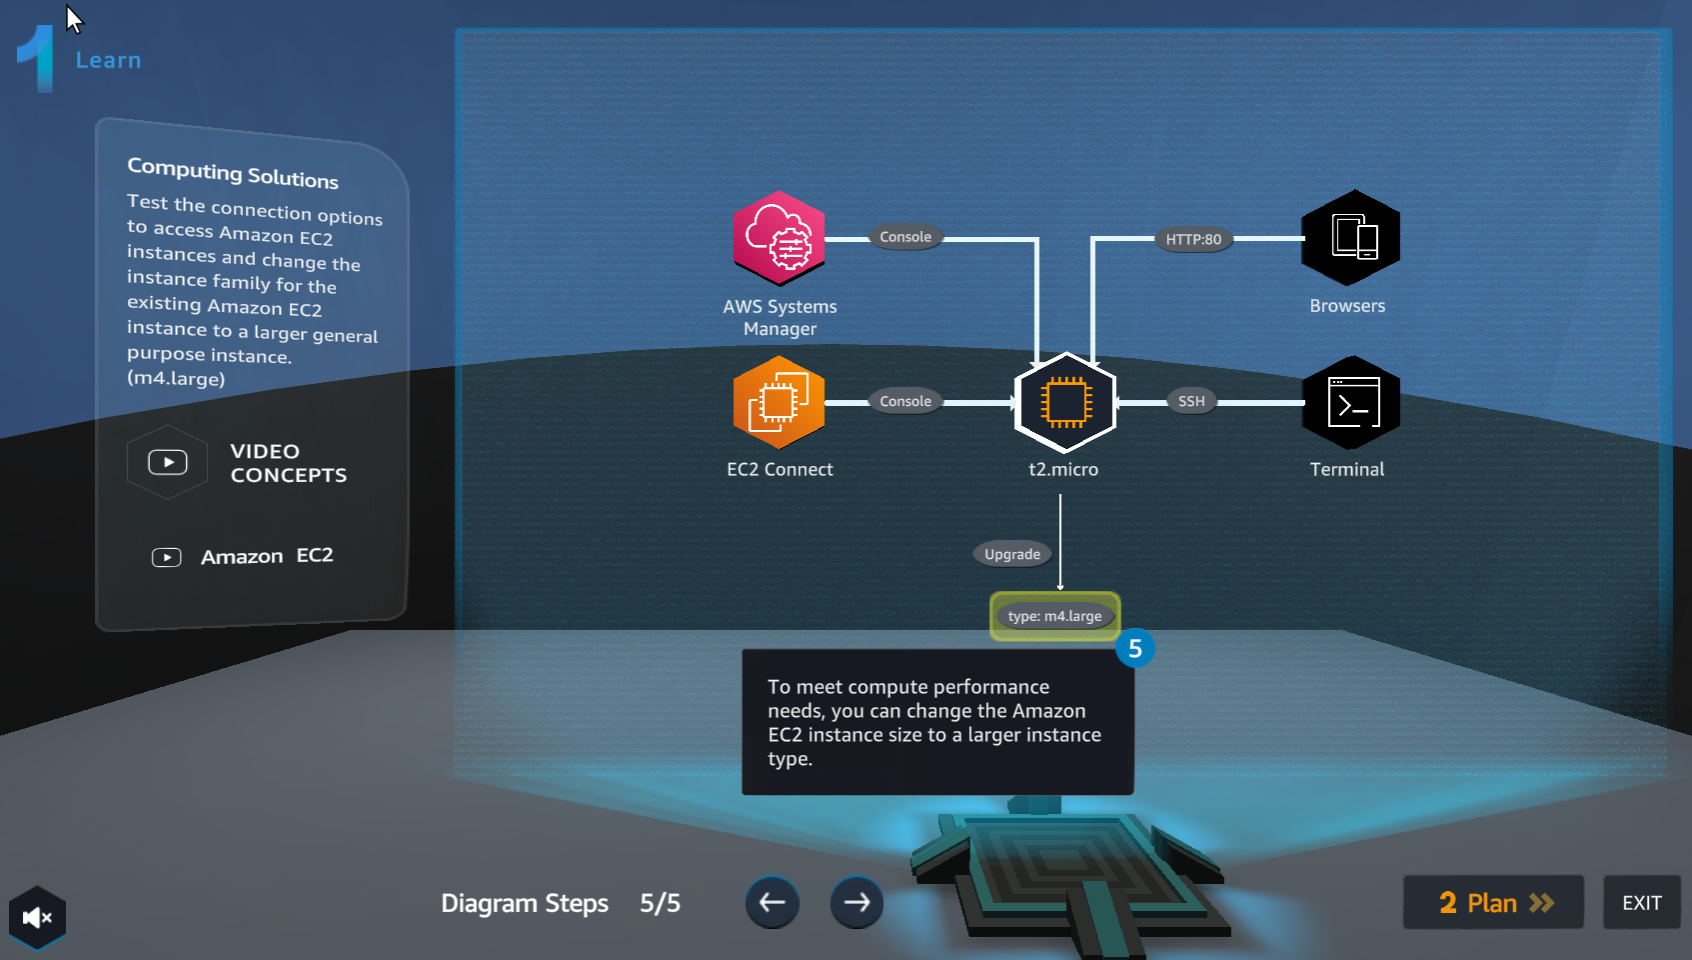 1 Learn
Computing Solutions
Test the connection options
to access Amazon EC2
instances and change the
instance family for the
existing Amazon EC2
instance to a larger general
purpose instance.
(m4.large)
VIDEO
CONCEPTS
Amazon EC2
Console
HTTP:80
AWS Systems
Manager
Browsers
Console
SSH
EC2 Connect
t2.micro
Terminal
Upgrade
type: m4.large
5
To meet compute performance
needs, you can change the Amazon
EC2 instance size to a larger instance
type.
Diagram Steps 5/5
2 Plan
EXIT